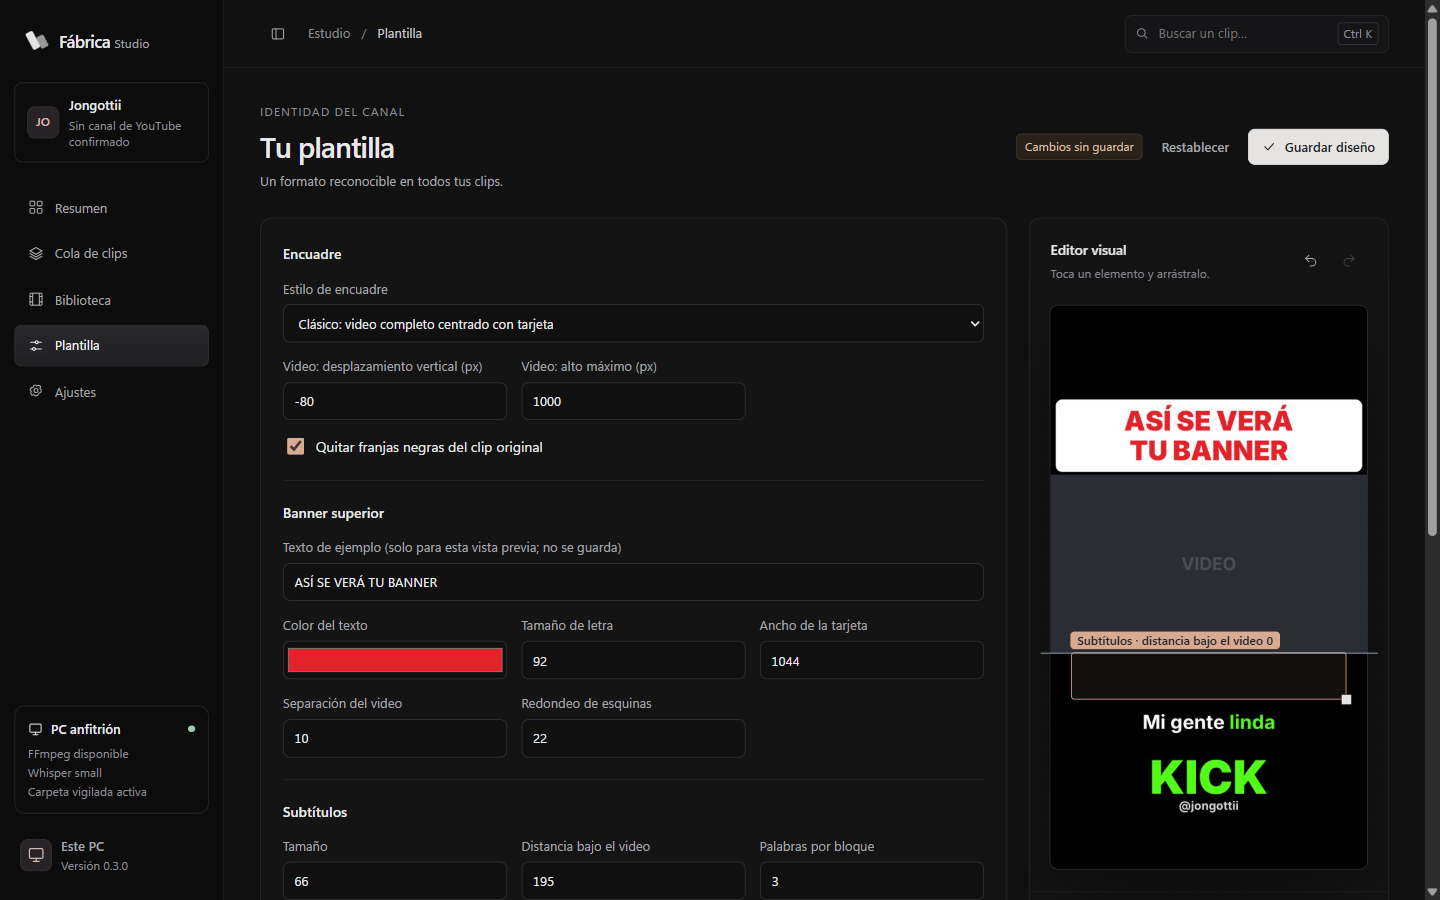 Fábrica Studio
Jongottii
JO
Sin canal de YouTube
confirmado
Resumen
Cola de clips
Biblioteca
Plantilla
Ajustes
PC anfitrión
FFmpeg disponible
Whisper small
Carpeta vigilada activa
Este PC
Versión 0.3.0
Estudio / Plantilla
Buscar un clip...
Ctrl K
IDENTIDAD DEL CANAL
Tu plantilla
Un formato reconocible en todos tus clips.
Cambios sin guardar
Restablecer
Guardar diseño
Encuadre
Estilo de encuadre
Clásico: video completo centrado con tarjeta
Video: desplazamiento vertical (px)
Video: alto máximo (px)
-80
1000
Quitar franjas negras del clip original
Banner superior
Texto de ejemplo (solo para esta vista previa; no se guarda)
ASÍ SE VERÁ TU BANNER
Color del texto
Tamaño de letra
Ancho de la tarjeta
92
1044
Separación del video
Redondeo de esquinas
10
22
Subtítulos
Tamaño
Distancia bajo el video
Palabras por bloque
66
195
3
Editor visual
Toca un elemento y arrástralo.
ASÍ SE VERÁ
TU BANNER
VIDEO
Subtítulos · distancia bajo el video 0
Mi gente linda
KICK
@jongottii